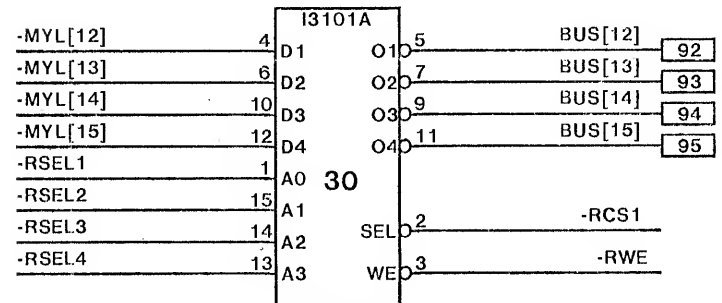 I3101A
-MYL[12] 4 D1 O1 5 BUS[12] 92
-MYL[13] 6 D2 O2 7 BUS[13] 93
-MYL[14] 10 D3 O3 9 BUS[14] 94
-MYL[15] 12 D4 O4 11 BUS[15] 95
-RSEL1 1 A0 30
-RSEL2 15 A1
-RSEL3 14 A2 SEL 2 -RCS1
-RSEL4 13 A3 WE 3 -RWE